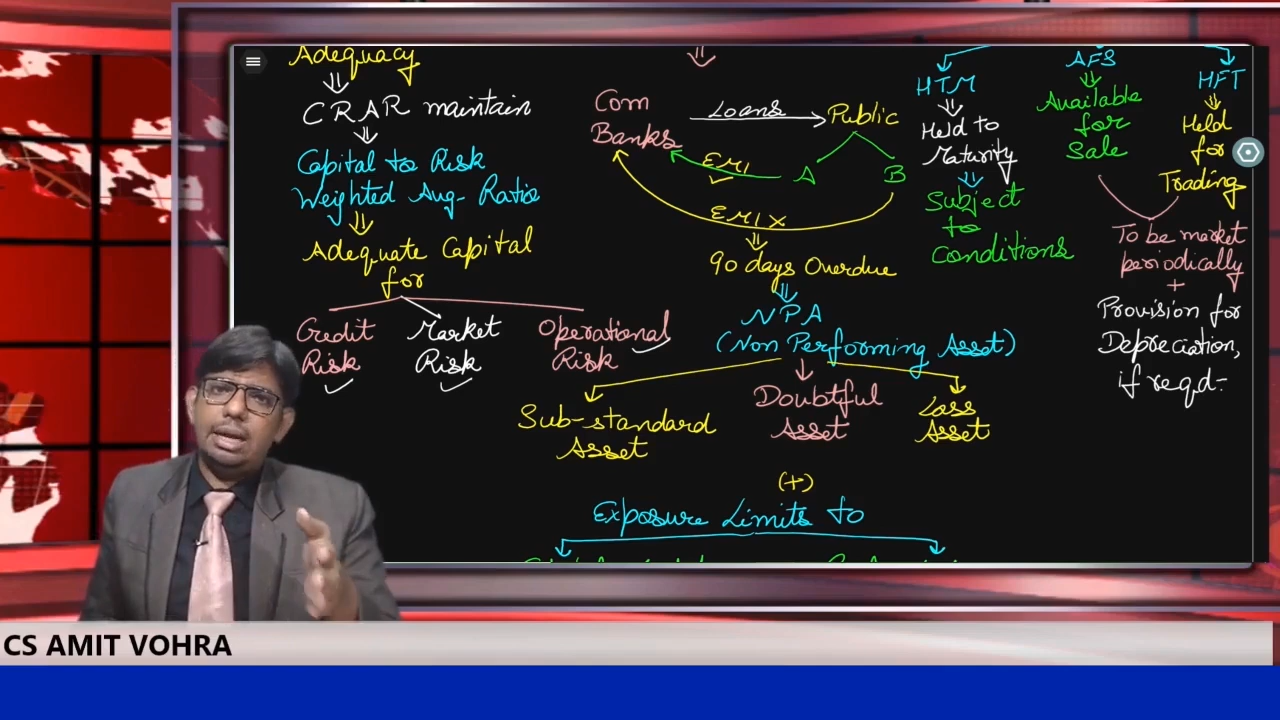 Adequacy
CRAR maintain
Capital to Risk
Weighted Avg- Ratio
Adequate Capital
for
Credit
Risk
Market
Risk
Operational
Risk
Com
Banks
Loans
Public
EMI
A
B
EMI X
90 days Overdue
NPA
(Non Performing Asset)
Sub-standard
Asset
Doubtful
Asset
Loss
Asset
(+)
Exposure Limits to
HTM
Held to
Maturity
Subject
to
Conditions
AFS
Available
for
Sale
HFT
Held
for
Trading
To be market
periodically
+
Provision for
Depreciation,
if reqd-
CS AMIT VOHRA